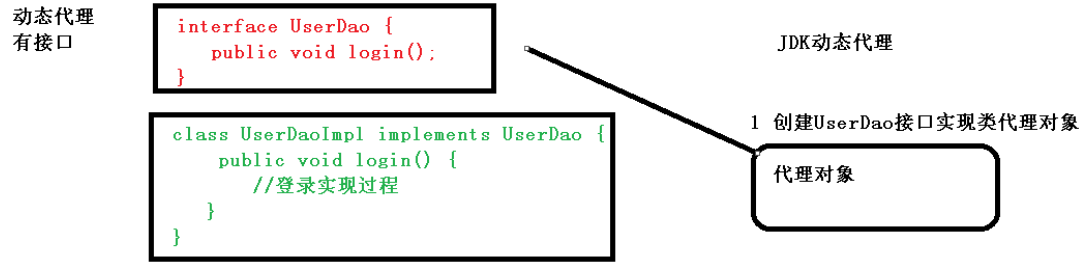 动态代理
有接口
interface UserDao {
public void login();
}
class UserDaoImpl implements UserDao {
public void login() {
//登录实现过程
}
}
JDK动态代理
1 创建UserDao接口实现类代理对象
代理对象